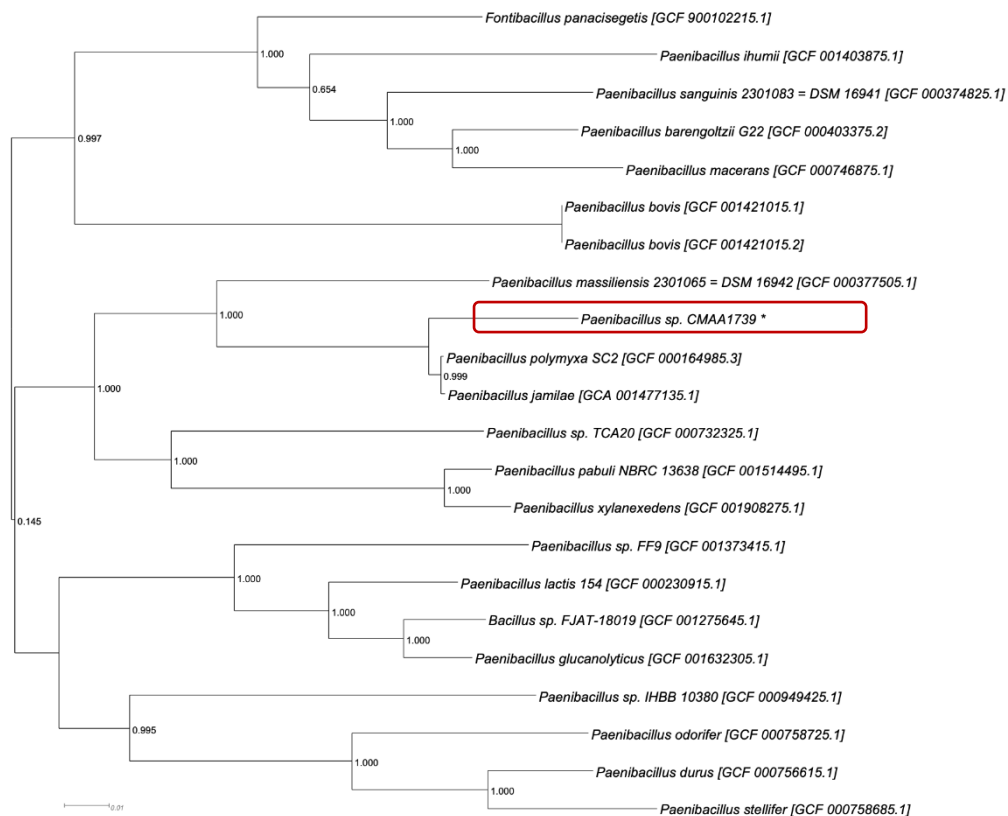 Fontibacillus panacisegetis [GCF 900102215.1]
1.000
Paenibacillus ihumii [GCF 001403875.1]
0.654
Paenibacillus sanguinis 2301083 = DSM 16941 [GCF 000374825.1]
1.000
Paenibacillus barengoltzii G22 [GCF 000403375.2]
0.997
1.000
Paenibacillus macerans [GCF 000746875.1]
Paenibacillus bovis [GCF 001421015.1]
Paenibacillus bovis [GCF 001421015.2]
Paenibacillus massiliensis 2301065 = DSM 16942 [GCF 000377505.1]
1.000
Paenibacillus sp. CMAA1739 *
Paenibacillus polymyxa SC2 [GCF 000164985.3]
0.999
1.000
Paenibacillus jamilae [GCA 001477135.1]
Paenibacillus sp. TCA20 [GCF 000732325.1]
1.000
Paenibacillus pabuli NBRC 13638 [GCF 001514495.1]
1.000
Paenibacillus xylanexedens [GCF 001908275.1]
0.145
Paenibacillus sp. FF9 [GCF 001373415.1]
1.000
Paenibacillus lactis 154 [GCF 000230915.1]
1.000
Bacillus sp. FJAT-18019 [GCF 001275645.1]
1.000
Paenibacillus glucanolyticus [GCF 001632305.1]
Paenibacillus sp. IHBB 10380 [GCF 000949425.1]
0.995
Paenibacillus odorifer [GCF 000758725.1]
1.000
Paenibacillus durus [GCF 000756615.1]
1.000
Paenibacillus stellifer [GCF 000758685.1]
0.01